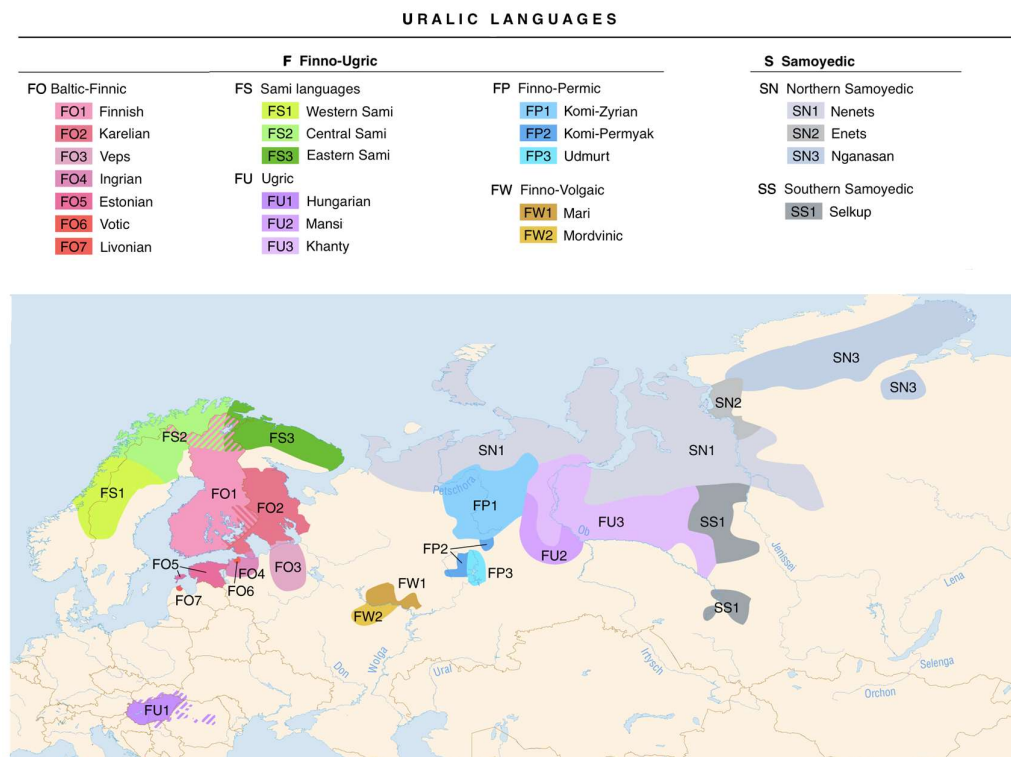 URALIC LANGUAGES
F Finno-Ugric
S Samoyedic
FO Baltic-Finnic
FO1 Finnish
FO2 Karelian
FO3 Veps
FO4 Ingrian
FO5 Estonian
FO6 Votic
FO7 Livonian
FS Sami languages
FS1 Western Sami
FS2 Central Sami
FS3 Eastern Sami
FU Ugric
FU1 Hungarian
FU2 Mansi
FU3 Khanty
FP Finno-Permic
FP1 Komi-Zyrian
FP2 Komi-Permyak
FP3 Udmurt
FW Finno-Volgaic
FW1 Mari
FW2 Mordvinic
SN Northern Samoyedic
SN1 Nenets
SN2 Enets
SN3 Nganasan
SS Southern Samoyedic
SS1 Selkup
SN3
SN3
SN2
FS2
FS3
SN1
SN1
Petschora
FS1
FO1
FO2
FP1
FU3
SS1
Ob
FP2
FU2
Jenissei
FO5
FO4
FO3
FP3
Lena
FO6
FO7
FW1
FW2
SS1
Don
Wolga
Ural
Irtysch
Selenga
Orchon
FU1